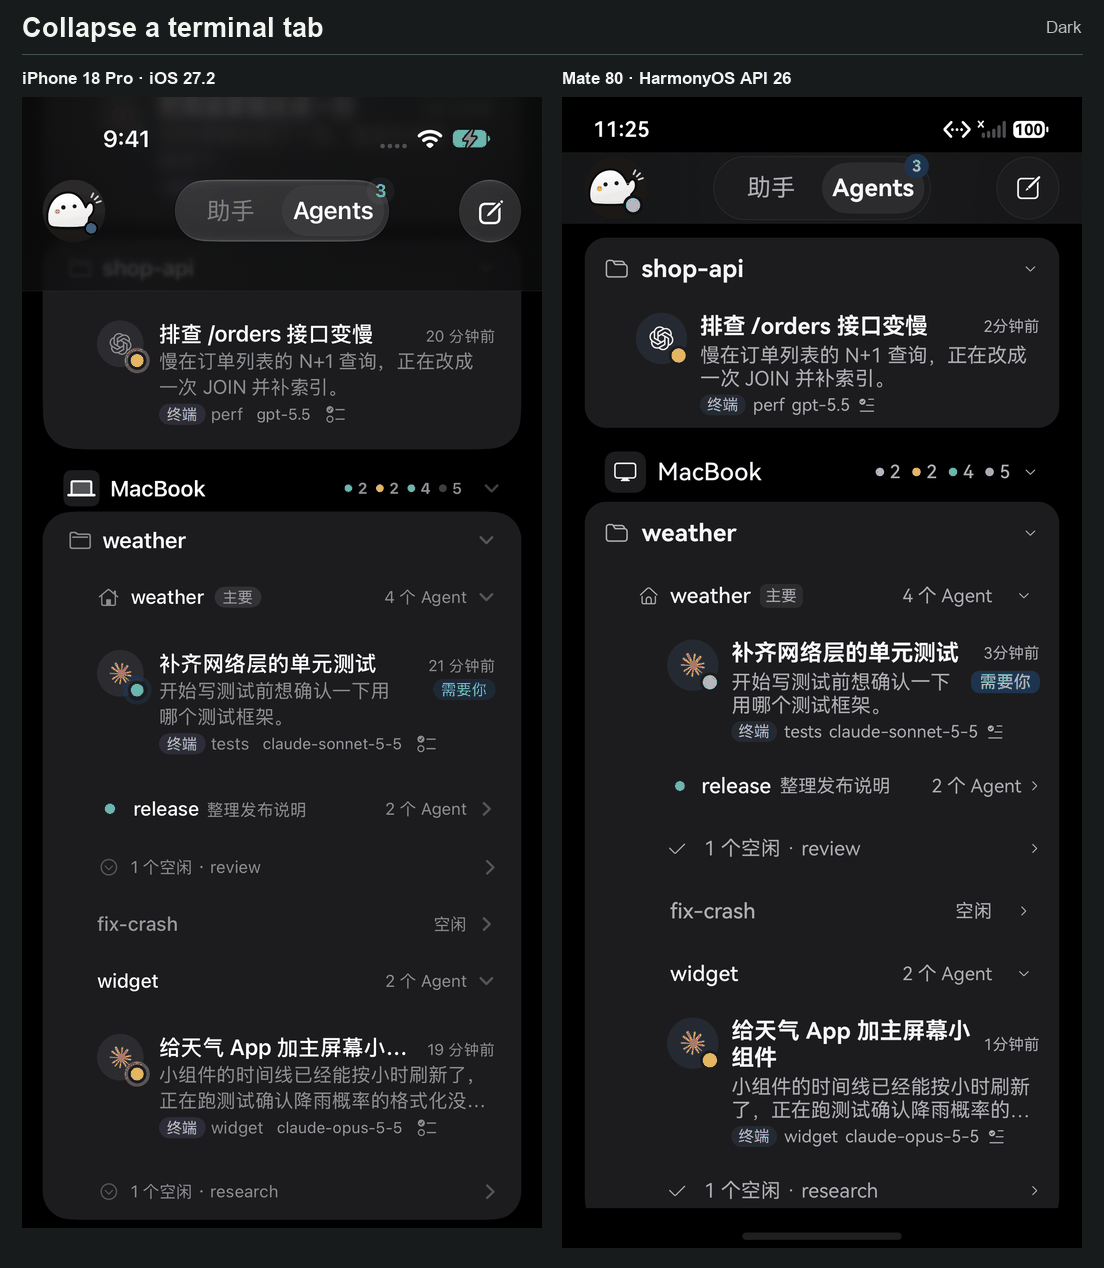 Collapse a terminal tab
Dark
iPhone 18 Pro · iOS 27.2
9:41
助手
Agents
3
shop-api
排查 /orders 接口变慢
20 分钟前
慢在订单列表的 N+1 查询，正在改成
一次 JOIN 并补索引。
终端 perf gpt-5.5
MacBook
2 2 4 5
weather
weather 主要
4 个 Agent
补齐网络层的单元测试
21 分钟前
开始写测试前想确认一下用
需要你
哪个测试框架。
终端 tests claude-sonnet-5-5
release 整理发布说明
2 个 Agent
1 个空闲 · review
fix-crash
空闲
widget
2 个 Agent
给天气 App 加主屏幕小…
19 分钟前
小组件的时间线已经能按小时刷新了，
正在跑测试确认降雨概率的格式化没…
终端 widget claude-opus-5-5
1 个空闲 · research
Mate 80 · HarmonyOS API 26
11:25
100
助手
Agents
3
shop-api
排查 /orders 接口变慢
2分钟前
慢在订单列表的 N+1 查询，正在改成
一次 JOIN 并补索引。
终端 perf gpt-5.5
MacBook
2 2 4 5
weather
weather 主要
4 个 Agent
补齐网络层的单元测试
3分钟前
开始写测试前想确认一下
需要你
用哪个测试框架。
终端 tests claude-sonnet-5-5
release 整理发布说明
2 个 Agent
1 个空闲 · review
fix-crash
空闲
widget
2 个 Agent
给天气 App 加主屏幕小
组件
1分钟前
小组件的时间线已经能按小时刷新
了，正在跑测试确认降雨概率的…
终端 widget claude-opus-5-5
1 个空闲 · research